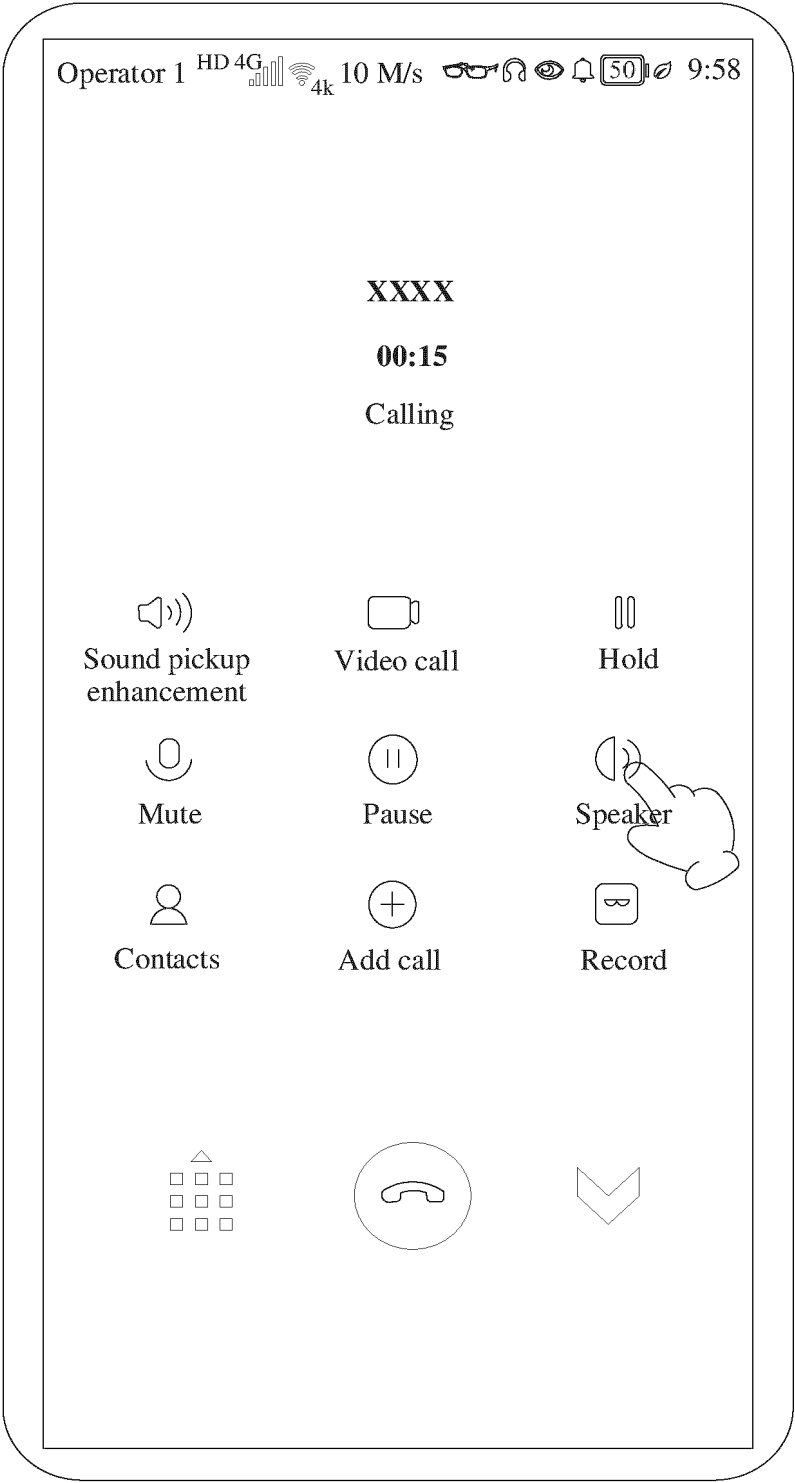 Operator 1 HD 4G 4k 10 M/s 50 9:58
XXXX
00:15
Calling
Sound pickup Video call Hold
enhancement
Mute Pause Speaker
Contacts Add call Record